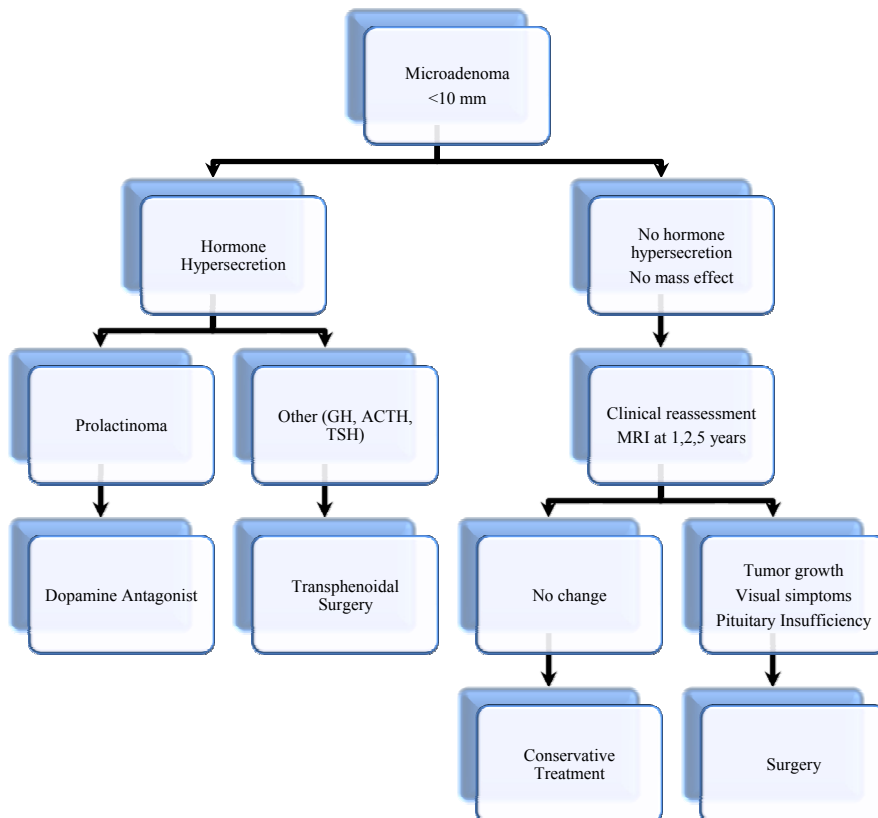 Microadenoma
<10 mm
Hormone
Hypersecretion
No hormone
hypersecretion
No mass effect
Prolactinoma
Other (GH, ACTH,
TSH)
Clinical reassessment
MRI at 1,2,5 years
Dopamine Antagonist
Transphenoidal
Surgery
No change
Tumor growth
Visual simptoms
Pituitary Insufficiency
Conservative
Treatment
Surgery